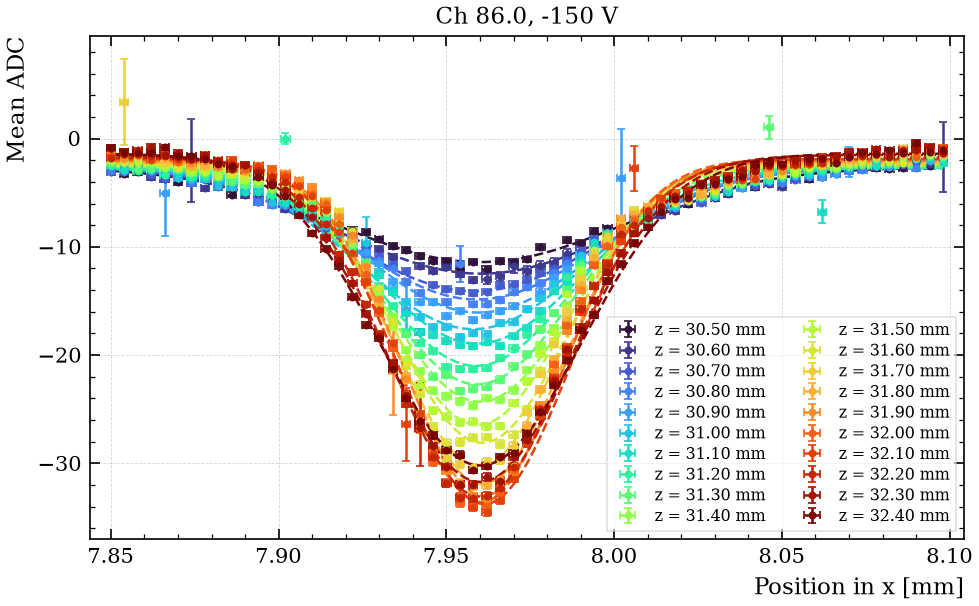 Ch 86.0, -150 V
Mean ADC
0
−10
−20
−30
7.85 7.90 7.95 8.00 8.05 8.10
Position in x [mm]
z = 30.50 mm
z = 30.60 mm
z = 30.70 mm
z = 30.80 mm
z = 30.90 mm
z = 31.00 mm
z = 31.10 mm
z = 31.20 mm
z = 31.30 mm
z = 31.40 mm
z = 31.50 mm
z = 31.60 mm
z = 31.70 mm
z = 31.80 mm
z = 31.90 mm
z = 32.00 mm
z = 32.10 mm
z = 32.20 mm
z = 32.30 mm
z = 32.40 mm